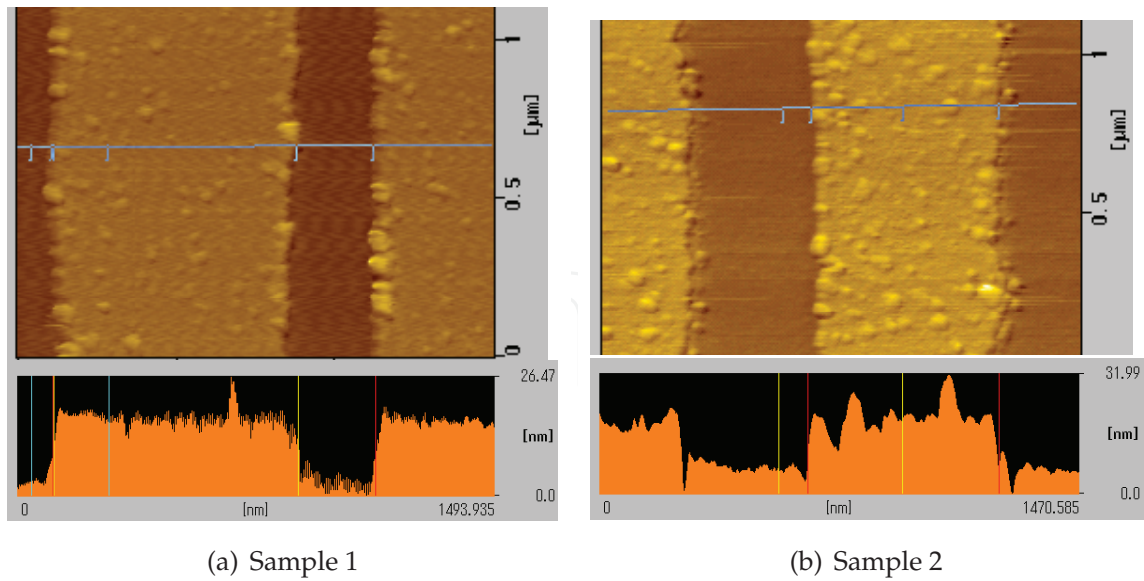 1
[µm]
0.5
0
26.47
[nm]
0.0
0 [nm] 1493.935
(a) Sample 1
1
[µm]
0.5
31.99
[nm]
0.0
0 [nm] 1470.585
(b) Sample 2